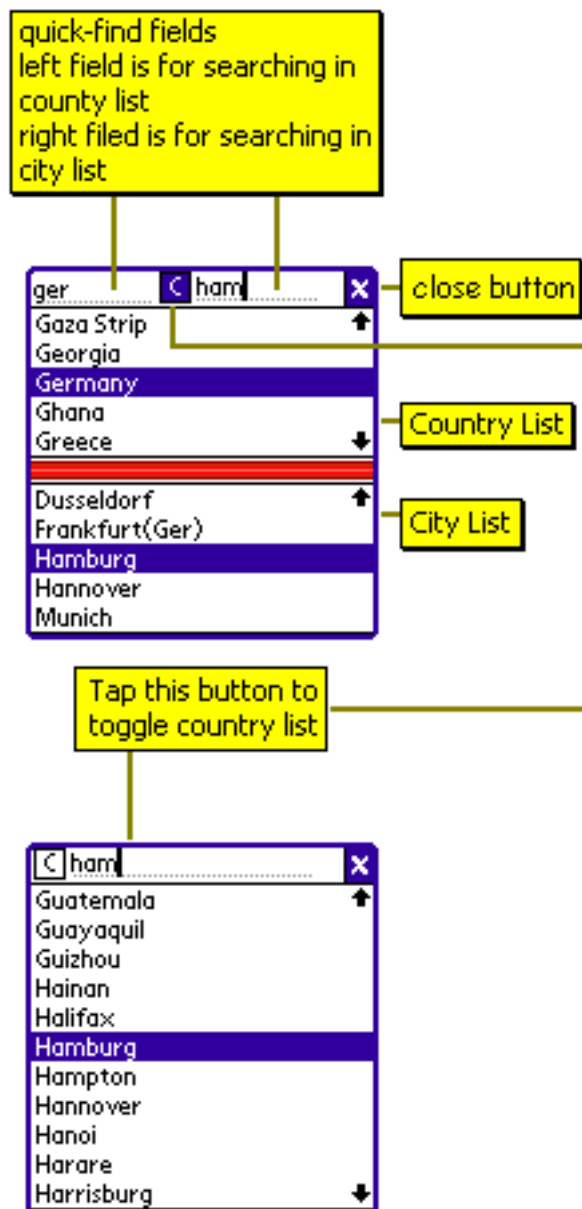 quick-find fields
left field is for searching in
county list
right filed is for searching in
city list
ger C ham X
close button
Gaza Strip
Georgia
Germany
Ghana
Greece
Country List
Dusseldorf
Frankfurt(Ger)
Hamburg
Hannover
Munich
City List
Tap this button to
toggle country list
C ham X
Guatemala
Guayaquil
Guizhou
Hainan
Halifax
Hamburg
Hampton
Hannover
Hanoi
Harare
Harrisburg